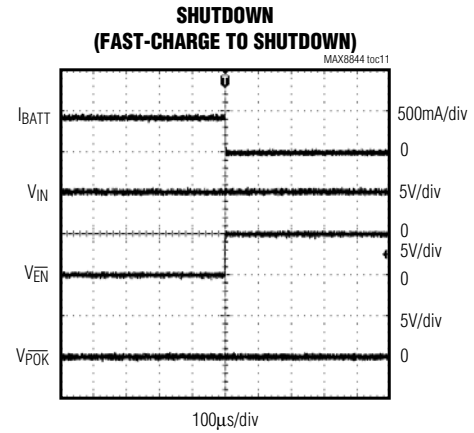 SHUTDOWN
(FAST-CHARGE TO SHUTDOWN)
MAX8844 toc11
T
IBATT
500mA/div
0
VIN
5V/div
0
5V/div
VEN
0
5V/div
VPOK
0
100μs/div